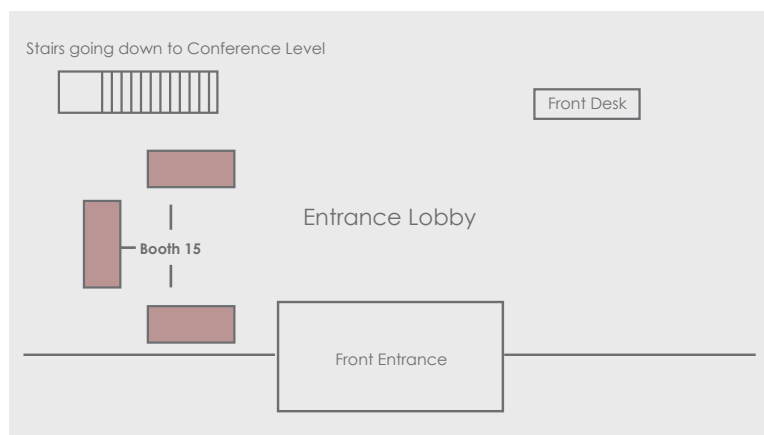 Stairs going down to Conference Level
Front Desk
Entrance Lobby
Booth 15
Front Entrance